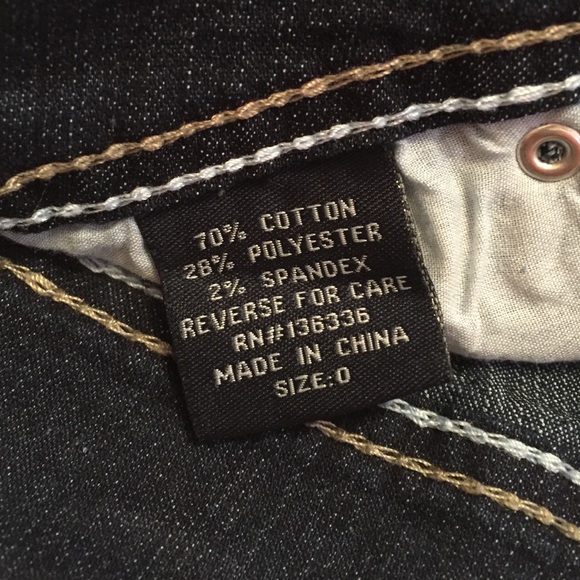 70% COTTON
28% POLYESTER
2% SPANDEX
REVERSE FOR CARE
RN#136336
MADE IN CHINA
SIZE:0